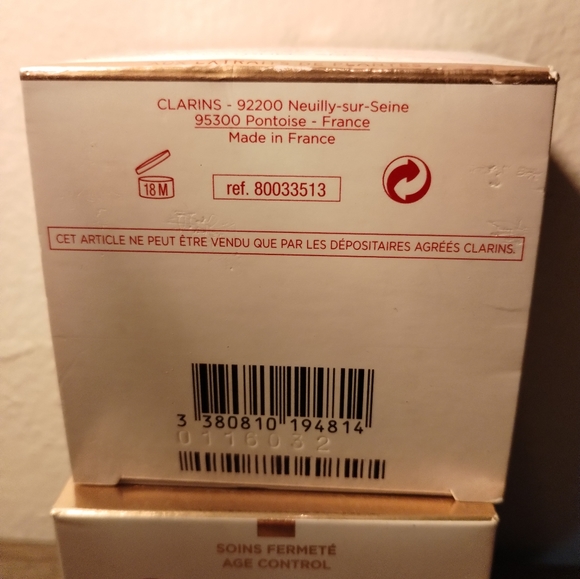 CLARINS - 92200 Neuilly-sur-Seine
95300 Pontoise - France
Made in France
18 M
ref. 80033513
CET ARTICLE NE PEUT ÊTRE VENDU QUE PAR LES DÉPOSITAIRES AGRÉÉS CLARINS.
3 380810 194814
0116032
SOINS FERMETÉ
AGE CONTROL